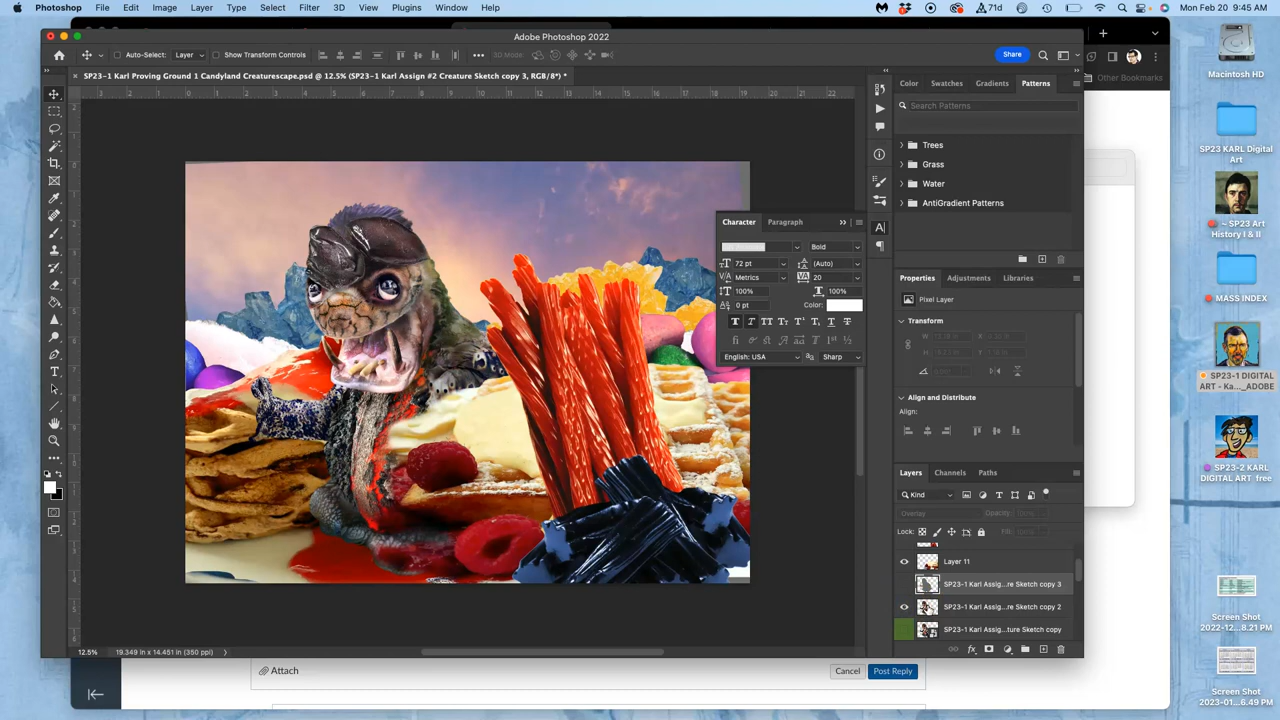 Photoshop File Edit Image Layer Type Select Filter 3D View Plugins Window Help
71d
Mon Feb 20 9:45 AM
Adobe Photoshop 2022
Auto-Select: Layer Show Transform Controls ••• 3D Mode: Share
SP23-1 Karl Proving Ground 1 Candyland Creaturescape.psd @ 12.5% (SP23-1 Karl Assign #2 Creature Sketch copy 3, RGB/8*) *
Color Swatches Gradients Patterns
Search Patterns
Trees
Grass
Water
AntiGradient Patterns
Character Paragraph
Bold
72 pt (Auto)
Metrics 20
100% 100%
0 pt Color:
English: USA Sharp
Properties Adjustments Libraries
Pixel Layer
Transform
Align and Distribute
Align:
Layers Channels Paths
Kind
Overlay Opacity: 100%
Lock: Fill: 100%
Layer 11
SP23-1 Karl Assig...re Sketch copy 3
SP23-1 Karl Assig...re Sketch copy 2
SP23-1 Karl Assig...ture Sketch copy
12.5% 19.349 in x 14.451 in (350 ppi)
Attach
Cancel Post Reply
Other Bookmarks
Macintosh HD
SP23 KARL Digital
Art
~ SP23 Art
History I & II
MASS INDEX
SP23-1 DIGITAL
ART - Ka..._ADOBE
SP23-2 KARL
DIGITAL ART free
Screen Shot
2022-12...8.21 PM
Screen Shot
2023-01...6.49 PM